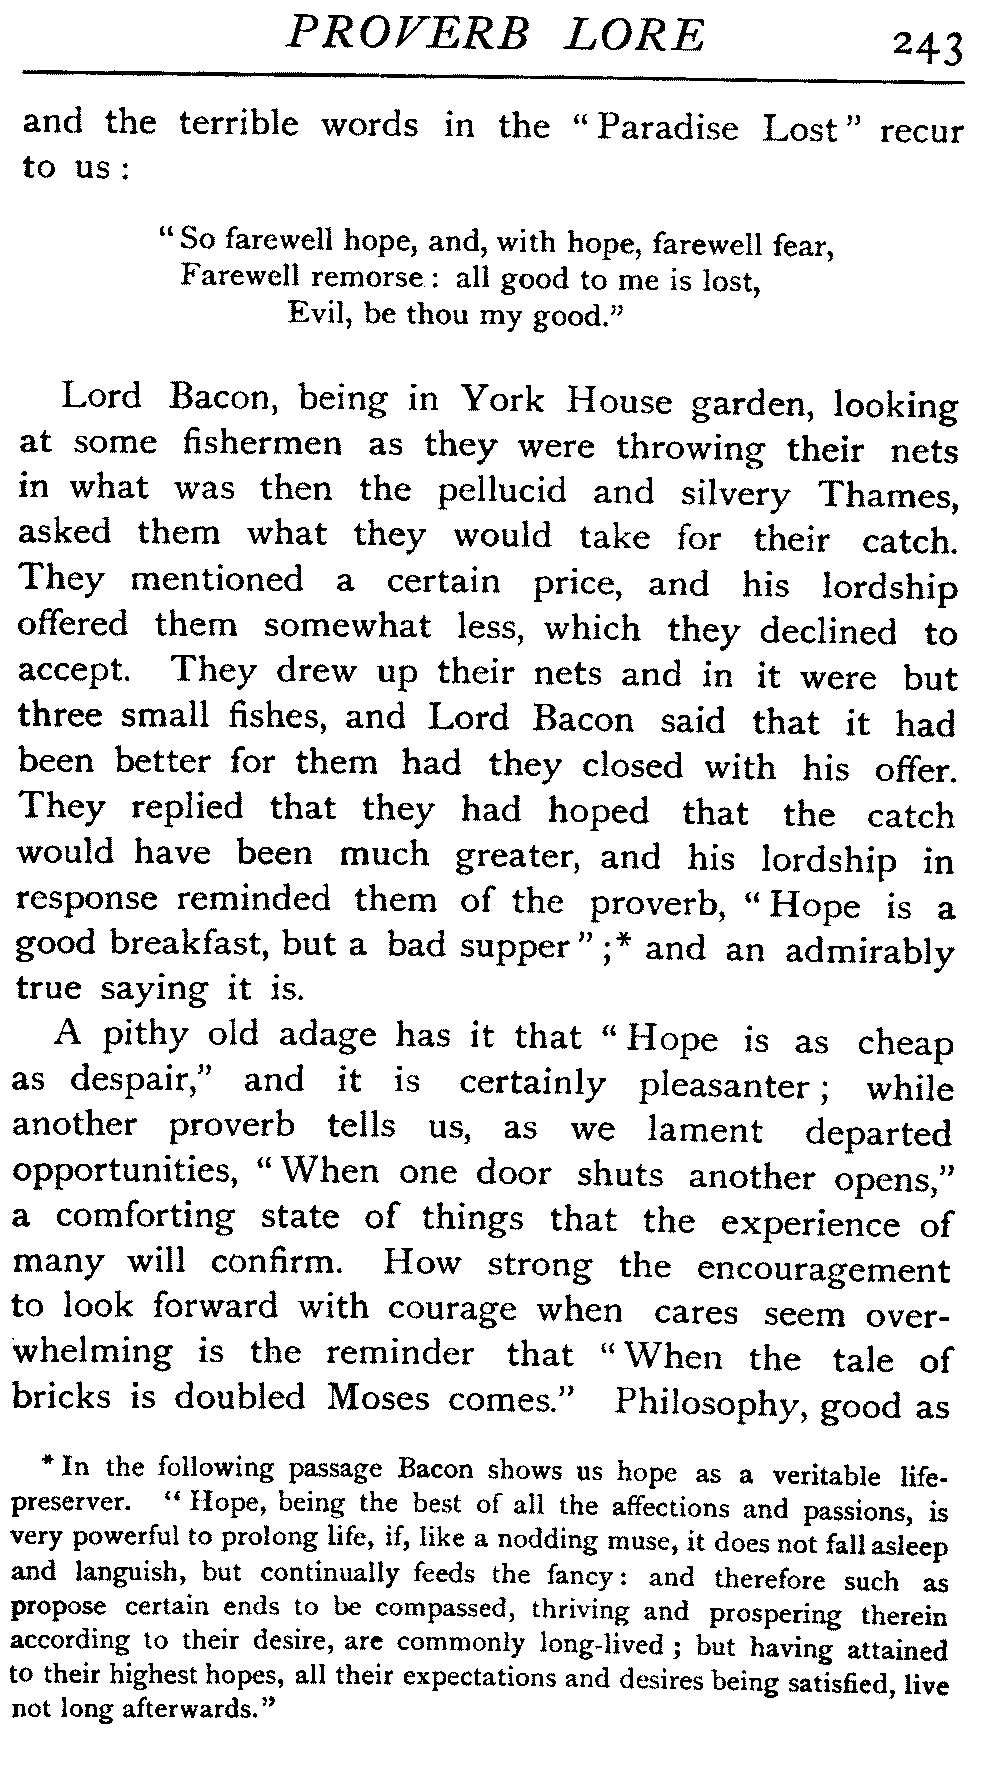 PROVERB LORE 243
and the terrible words in the “Paradise Lost” recur
to us:
“So farewell hope, and, with hope, farewell fear,
Farewell remorse: all good to me is lost,
Evil, be thou my good.”
Lord Bacon, being in York House garden, looking
at some fishermen as they were throwing their nets
in what was then the pellucid and silvery Thames,
asked them what they would take for their catch.
They mentioned a certain price, and his lordship
offered them somewhat less, which they declined to
accept. They drew up their nets and in it were but
three small fishes, and Lord Bacon said that it had
been better for them had they closed with his offer.
They replied that they had hoped that the catch
would have been much greater, and his lordship in
response reminded them of the proverb, “Hope is a
good breakfast, but a bad supper”;* and an admirably
true saying it is.
A pithy old adage has it that “Hope is as cheap
as despair,” and it is certainly pleasanter; while
another proverb tells us, as we lament departed
opportunities, “When one door shuts another opens,”
a comforting state of things that the experience of
many will confirm. How strong the encouragement
to look forward with courage when cares seem over-
whelming is the reminder that “When the tale of
bricks is doubled Moses comes.” Philosophy, good as
* In the following passage Bacon shows us hope as a veritable life-
preserver. “Hope, being the best of all the affections and passions, is
very powerful to prolong life, if, like a nodding muse, it does not fall asleep
and languish, but continually feeds the fancy: and therefore such as
propose certain ends to be compassed, thriving and prospering therein
according to their desire, are commonly long-lived; but having attained
to their highest hopes, all their expectations and desires being satisfied, live
not long afterwards.”